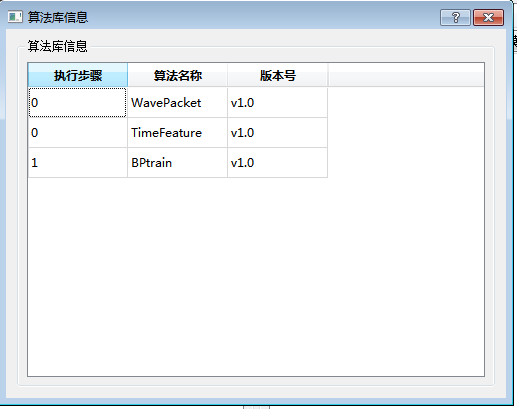 算法库信息
算法库信息
执行步骤 算法名称 版本号
0 WavePacket v1.0
0 TimeFeature v1.0
1 BPtrain v1.0